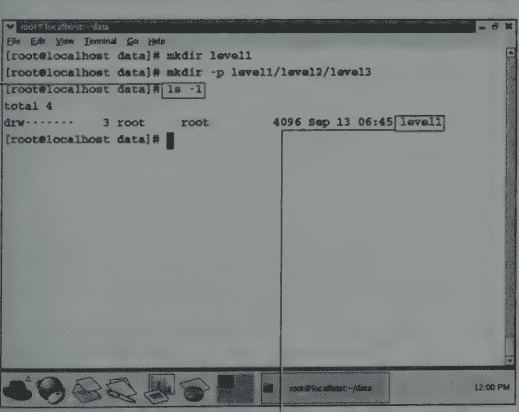 root@localhost:~/data
File Edit View Terminal Go Help
[root@localhost data]# mkdir level1
[root@localhost data]# mkdir -p level1/level2/level3
[root@localhost data]# ls -l
total 4
drw------- 3 root root 4096 Sep 13 06:45 level1
[root@localhost data]#
root@localhost:~/data
12:00 PM